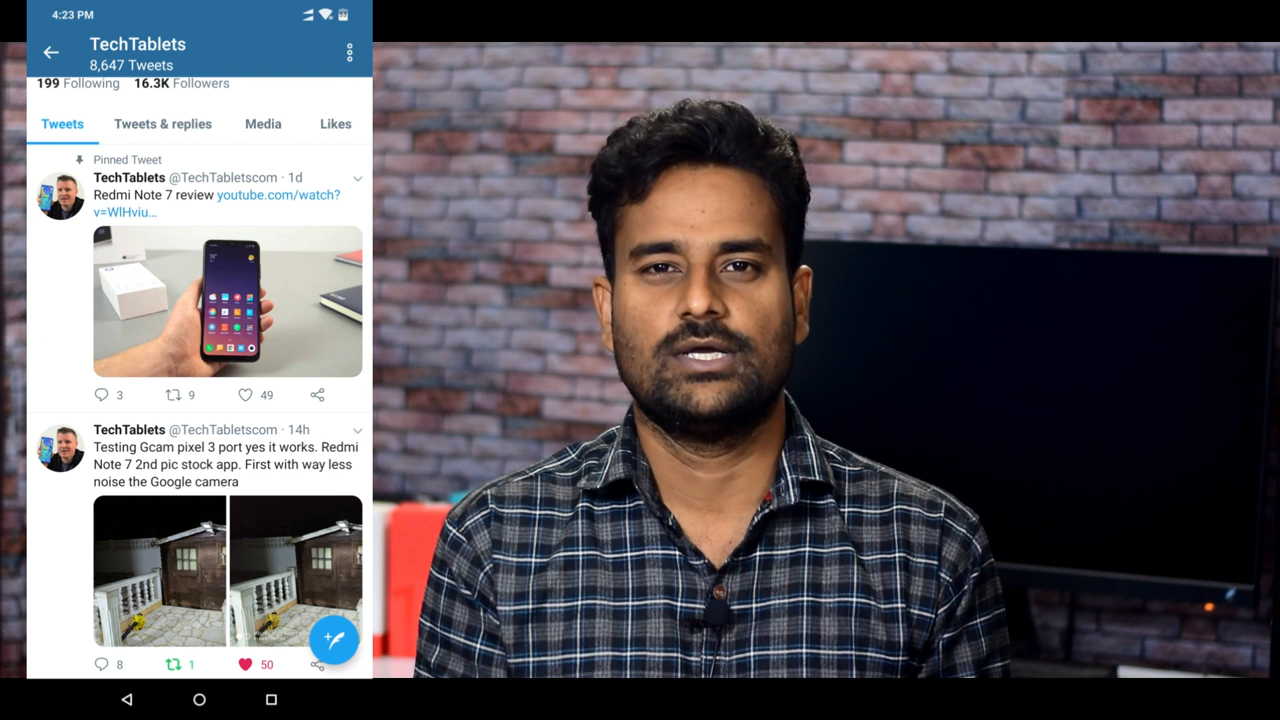 4:23 PM
TechTablets
8,647 Tweets
199 Following 16.3K Followers
Tweets Tweets & replies Media Likes
Pinned Tweet
TechTablets @TechTabletscom · 1d
Redmi Note 7 review youtube.com/watch?
v=WlHviu…
3 9 49
TechTablets @TechTabletscom · 14h
Testing Gcam pixel 3 port yes it works. Redmi
Note 7 2nd pic stock app. First with way less
noise the Google camera
8 1 50